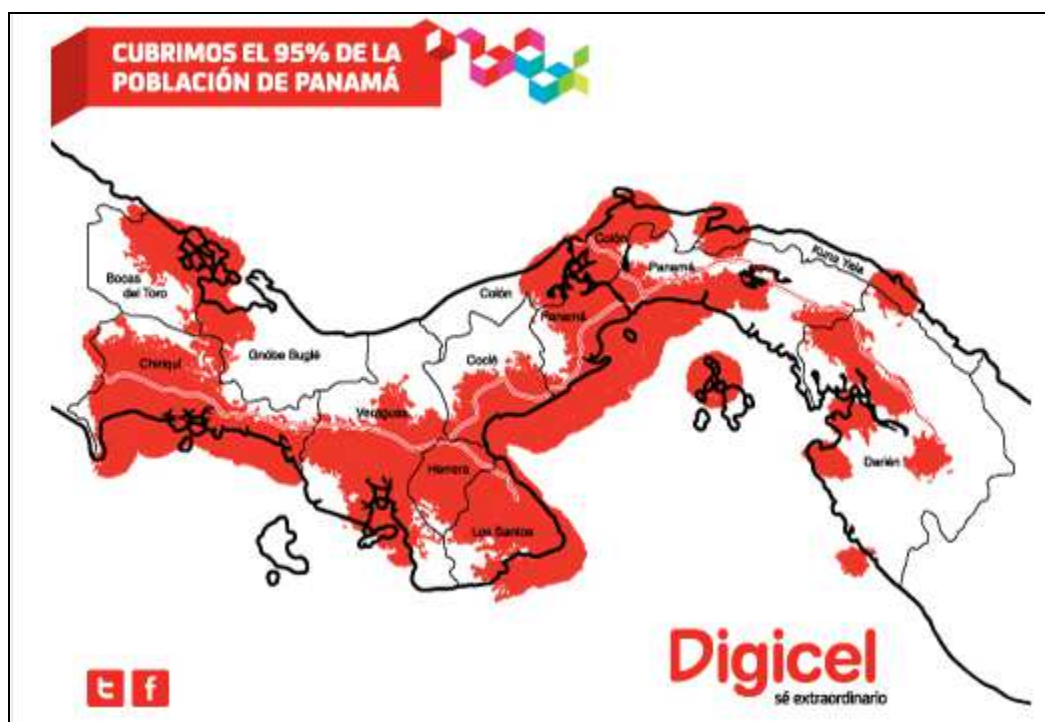 CUBRIMOS EL 95% DE LA
POBLACIÓN DE PANAMÁ
Colón
Kuna Yala
Panamá
Bocas
del Toro
Colón
Panamá
Chiriquí
Gnöbe Buglé
Coclé
Veraguas
Herrera
Darién
Los Santos
Digicel
sé extraordinario
t f